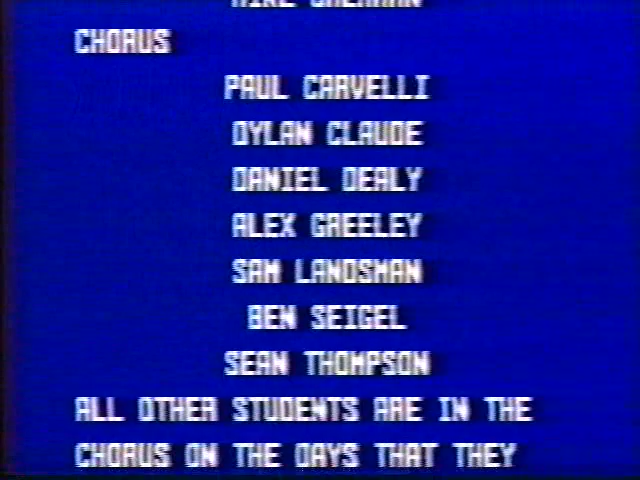 CHORUS
PAUL CARVELLI
DYLAN CLAUDE
DANIEL DEALY
ALEX GREELEY
SAM LANDSMAN
BEN SEIGEL
SEAN THOMPSON
ALL OTHER STUDENTS ARE IN THE
CHORUS ON THE DAYS THAT THEY